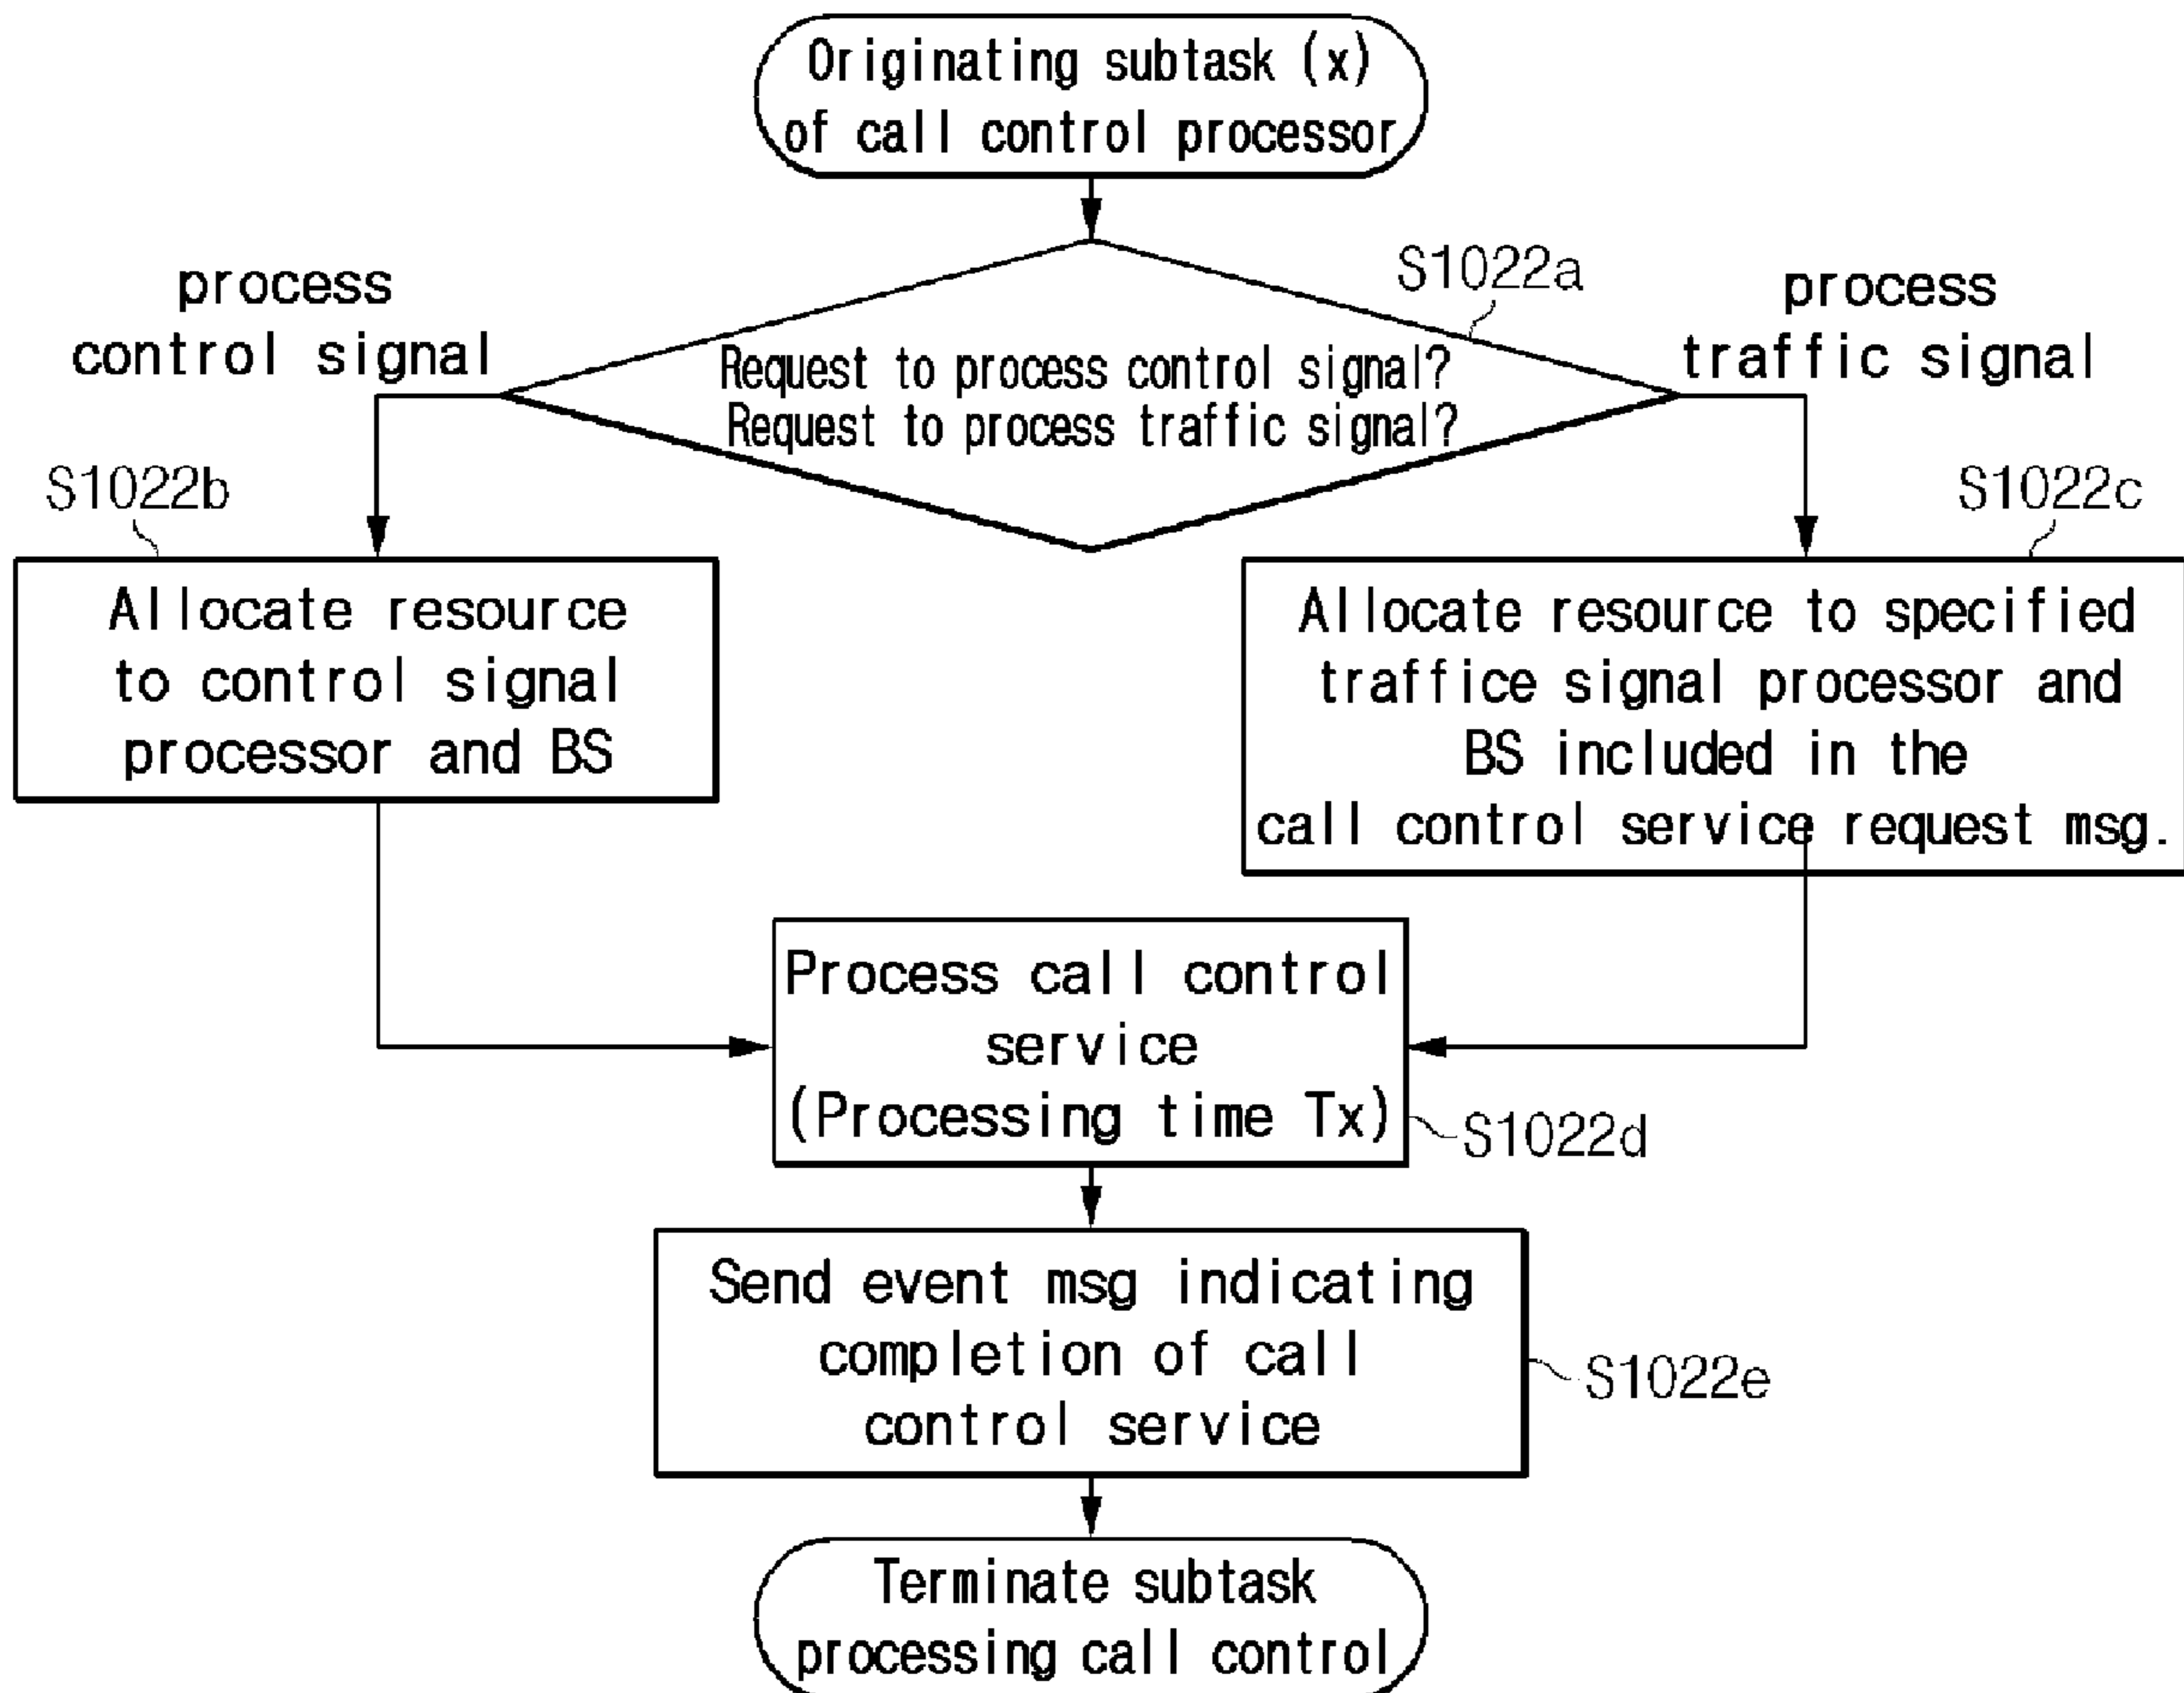 Originating subtask (x)
of call control processor
S1022a
process
control signal
process
traffic signal
Request to process control signal?
Request to process traffic signal?
S1022b
S1022c
Allocate resource
to control signal
processor and BS
Allocate resource to specified
traffice signal processor and
BS included in the
call control service request msg.
Process call control
service
(Processing time Tx)
S1022d
Send event msg indicating
completion of call
control service
S1022e
Terminate subtask
processing call control